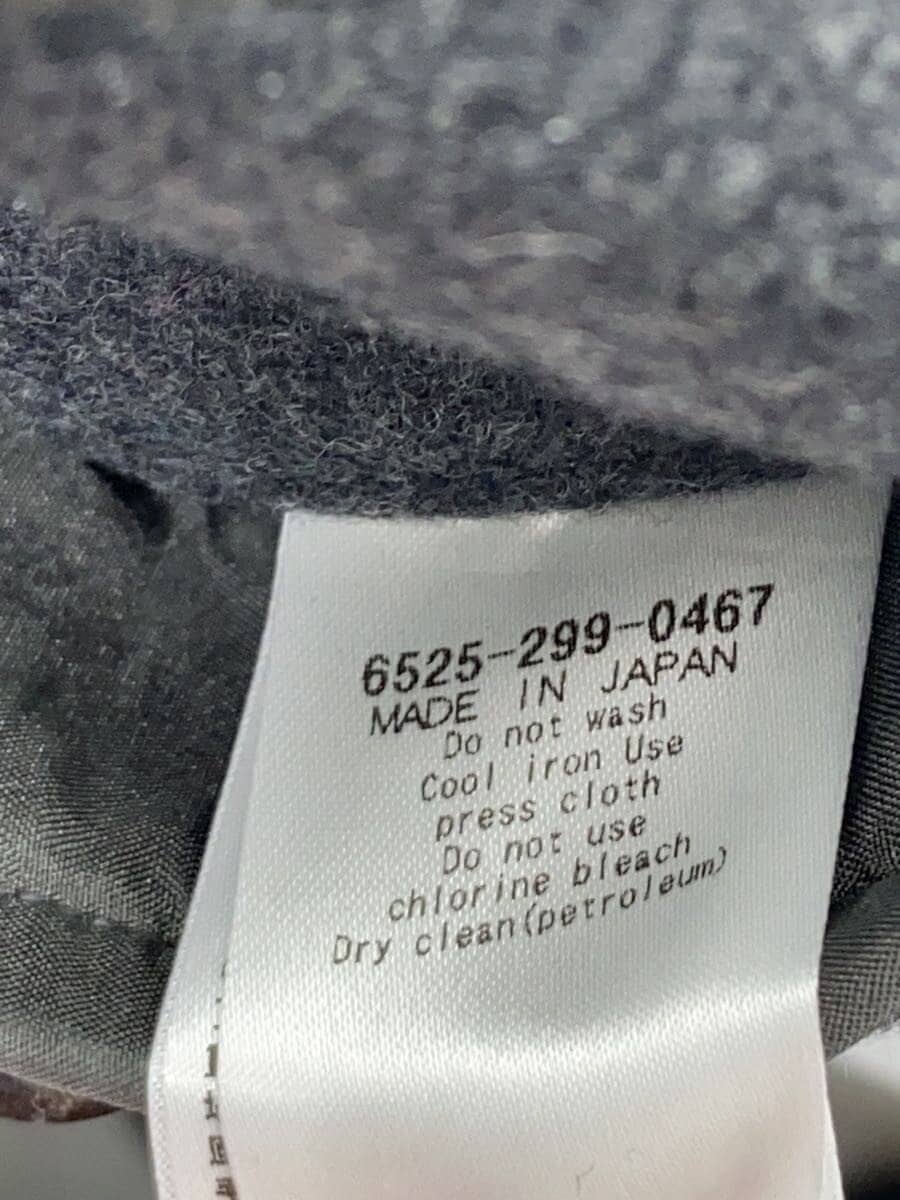 6525-299-0467
MADE IN JAPAN
Do not wash
Cool iron Use
press cloth
Do not use
chlorine bleach
Dry clean(petroleum)